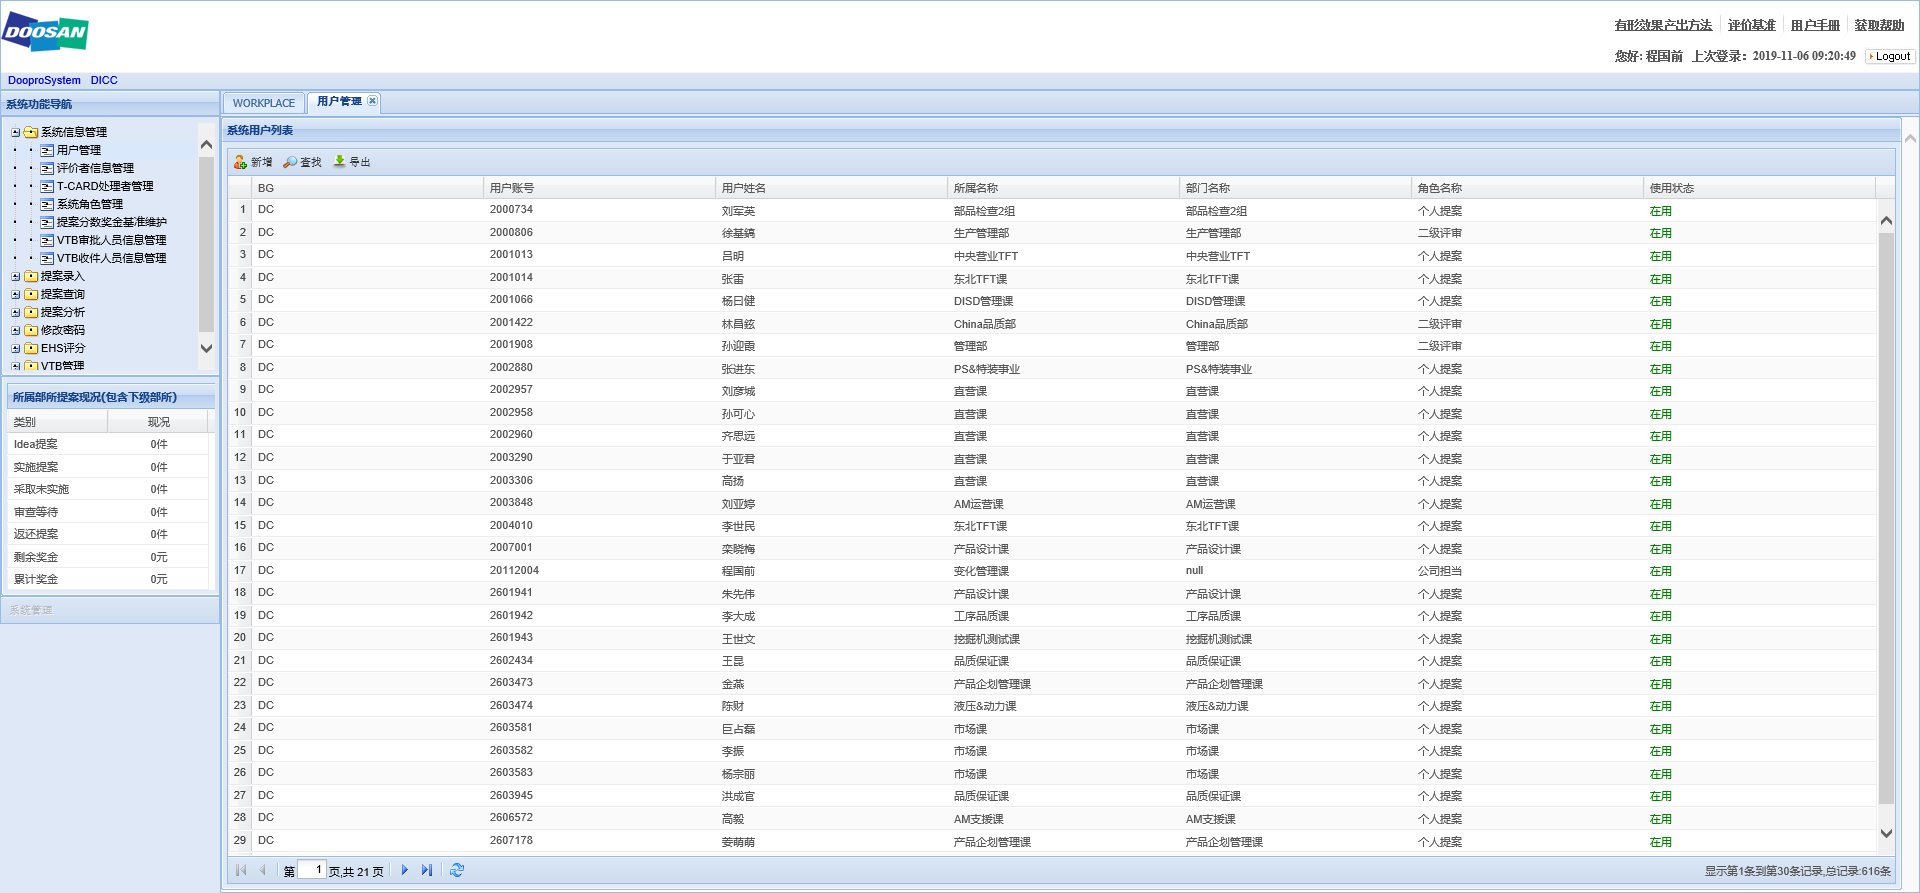 DOOSAN
有形效果产出方法 评价基准 用户手册 获取帮助
您好: 程国前 上次登录: 2019-11-06 09:20:49 Logout
DooproSystem DICC
系统功能导航
系统信息管理
用户管理
评价者信息管理
T-CARD处理者管理
系统角色管理
提案分数奖金基准维护
VTB审批人员信息管理
VTB收件人员信息管理
提案录入
提案查询
提案分析
修改密码
EHS评分
VTB管理
所属部所提案现况(包含下级部所)
类别 现况
Idea提案 0件
实施提案 0件
采取未实施 0件
审查等待 0件
返还提案 0件
剩余奖金 0元
累计奖金 0元
系统管理
WORKPLACE 用户管理
系统用户列表
新增 查找 导出
BG 用户账号 用户姓名 所属名称 部门名称 角色名称 使用状态
1 DC 2000734 刘军英 部品检查2组 部品检查2组 个人提案 在用
2 DC 2000806 徐基鎬 生产管理部 生产管理部 二级评审 在用
3 DC 2001013 吕明 中央营业TFT 中央营业TFT 个人提案 在用
4 DC 2001014 张雷 东北TFT课 东北TFT课 个人提案 在用
5 DC 2001066 杨日健 DISD管理课 DISD管理课 个人提案 在用
6 DC 2001422 林昌鉉 China品质部 China品质部 二级评审 在用
7 DC 2001908 孙迎霞 管理部 管理部 二级评审 在用
8 DC 2002880 张进东 PS&特装事业 PS&特装事业 个人提案 在用
9 DC 2002957 刘彦城 直营课 直营课 个人提案 在用
10 DC 2002958 孙可心 直营课 直营课 个人提案 在用
11 DC 2002960 齐思远 直营课 直营课 个人提案 在用
12 DC 2003290 于亚君 直营课 直营课 个人提案 在用
13 DC 2003306 高扬 直营课 直营课 个人提案 在用
14 DC 2003848 刘亚婷 AM运营课 AM运营课 个人提案 在用
15 DC 2004010 李世民 东北TFT课 东北TFT课 个人提案 在用
16 DC 2007001 栾晓梅 产品设计课 产品设计课 个人提案 在用
17 DC 20112004 程国前 变化管理课 null 公司担当 在用
18 DC 2601941 朱先伟 产品设计课 产品设计课 个人提案 在用
19 DC 2601942 李大成 工序品质课 工序品质课 个人提案 在用
20 DC 2601943 王世文 挖掘机测试课 挖掘机测试课 个人提案 在用
21 DC 2602434 王昆 品质保证课 品质保证课 个人提案 在用
22 DC 2603473 金燕 产品企划管理课 产品企划管理课 个人提案 在用
23 DC 2603474 陈财 液压&动力课 液压&动力课 个人提案 在用
24 DC 2603581 巨占磊 市场课 市场课 个人提案 在用
25 DC 2603582 李振 市场课 市场课 个人提案 在用
26 DC 2603583 杨宗丽 市场课 市场课 个人提案 在用
27 DC 2603945 洪成官 品质保证课 品质保证课 个人提案 在用
28 DC 2606572 高毅 AM支援课 AM支援课 个人提案 在用
29 DC 2607178 姜萌萌 产品企划管理课 产品企划管理课 个人提案 在用
第 1 页,共 21 页 显示第1条到第30条记录,总记录:616条